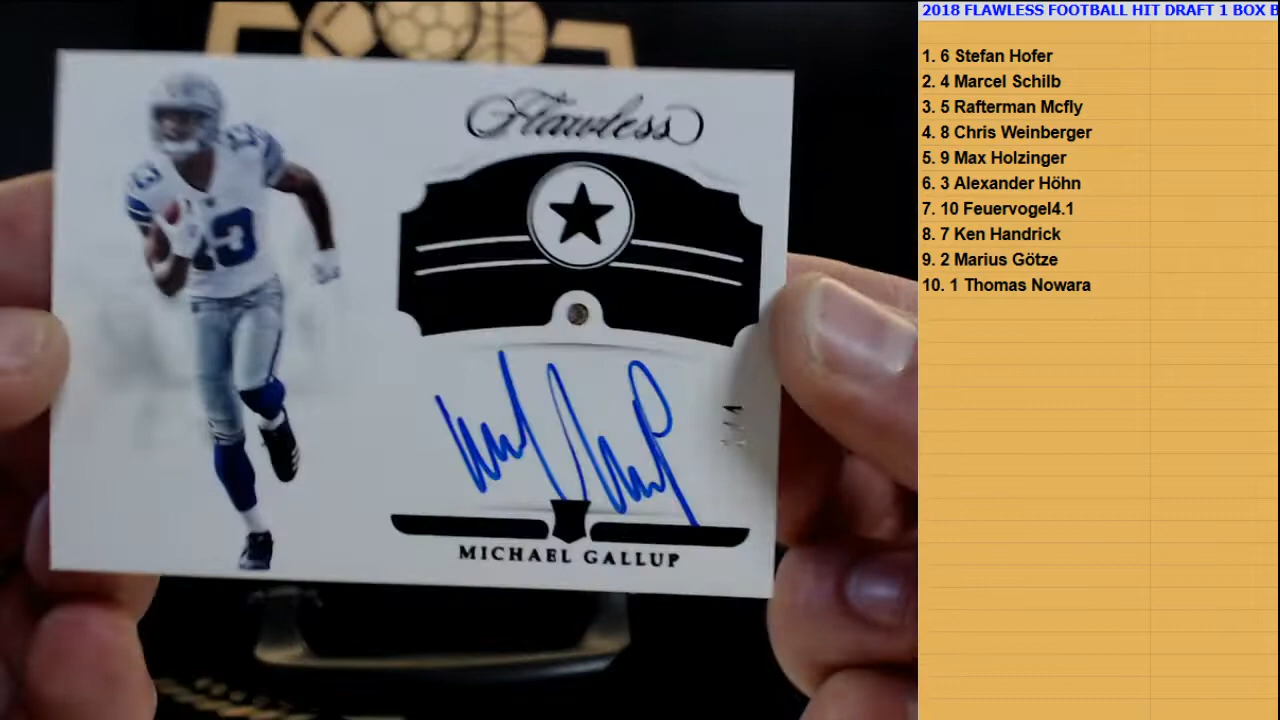 2018 FLAWLESS FOOTBALL HIT DRAFT 1 BOX B
1. 6 Stefan Hofer
2. 4 Marcel Schilb
3. 5 Rafterman Mcfly
4. 8 Chris Weinberger
5. 9 Max Holzinger
6. 3 Alexander Höhn
7. 10 Feuervogel4.1
8. 7 Ken Handrick
9. 2 Marius Götze
10. 1 Thomas Nowara
Flawless
13
13
MICHAEL GALLUP